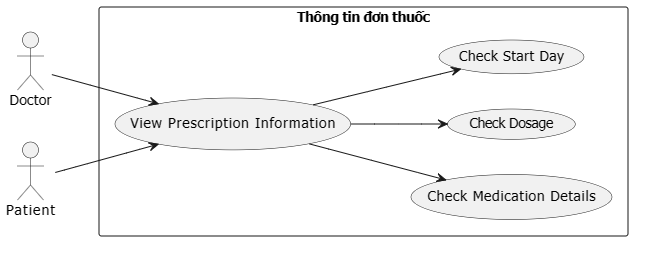 Thông tin đơn thuốc
Doctor
Patient
View Prescription Information
Check Start Day
Check Dosage
Check Medication Details